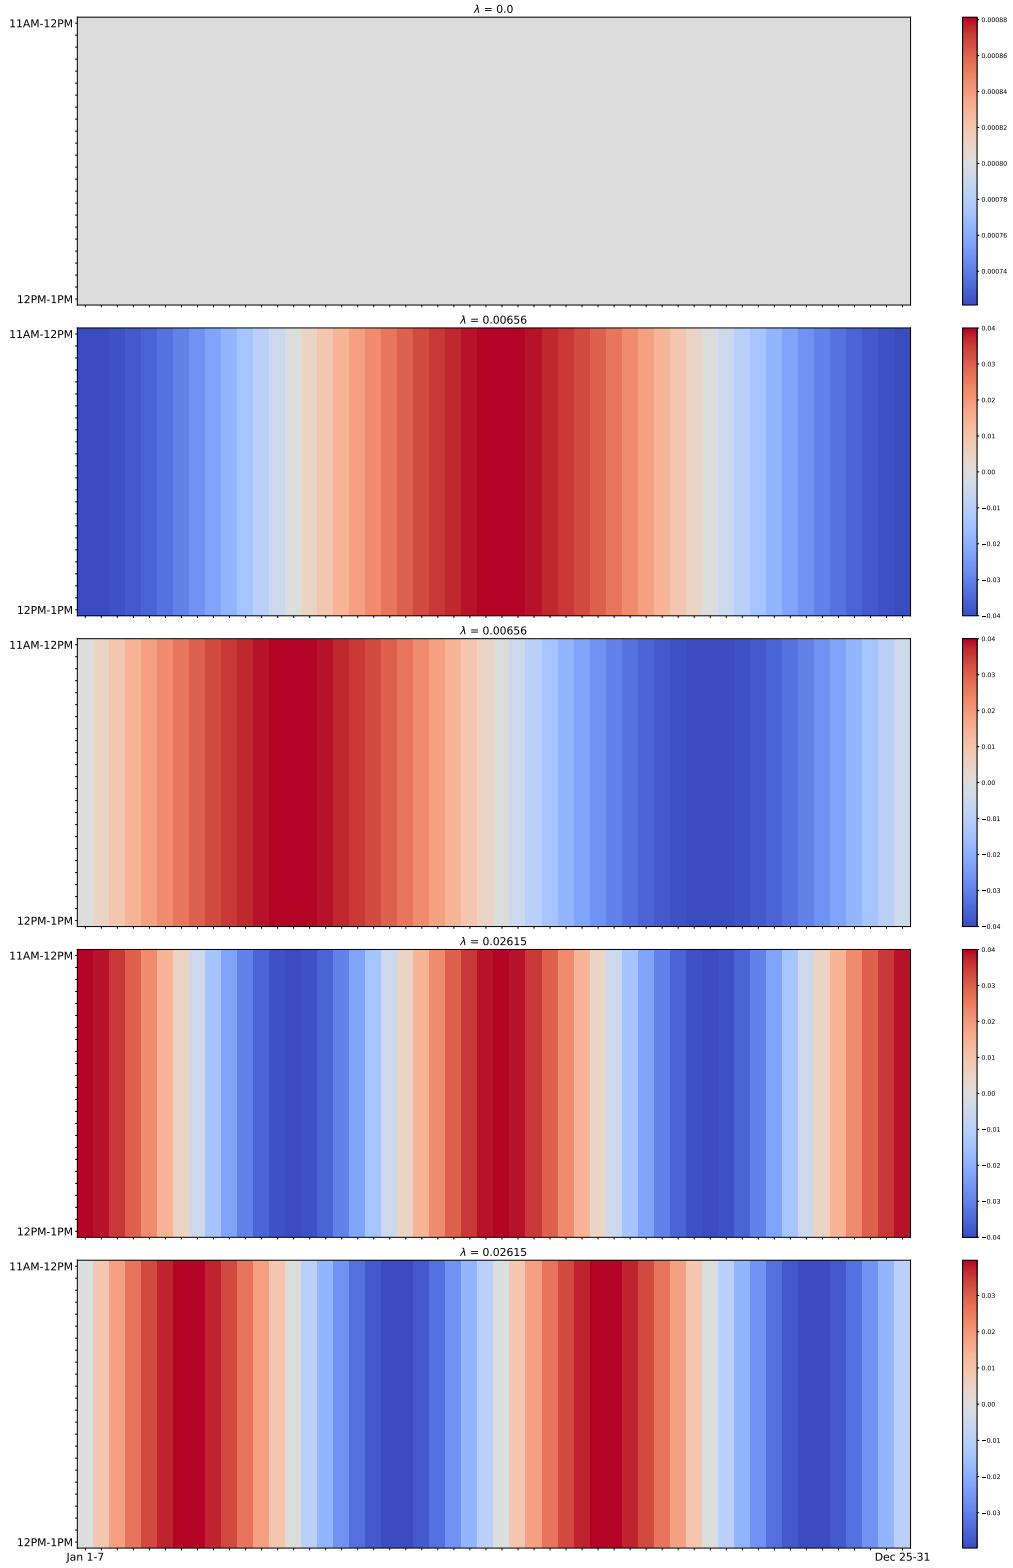 λ = 0.0
11AM-12PM
12PM-1PM
0.00088
0.00086
0.00084
0.00082
0.00080
0.00078
0.00076
0.00074
λ = 0.00656
11AM-12PM
12PM-1PM
0.04
0.03
0.02
0.01
0.00
−0.01
−0.02
−0.03
−0.04
λ = 0.00656
11AM-12PM
12PM-1PM
0.04
0.03
0.02
0.01
0.00
−0.01
−0.02
−0.03
−0.04
λ = 0.02615
11AM-12PM
12PM-1PM
0.04
0.03
0.02
0.01
0.00
−0.01
−0.02
−0.03
−0.04
λ = 0.02615
11AM-12PM
12PM-1PM
0.03
0.02
0.01
0.00
−0.01
−0.02
−0.03
Jan 1-7
Dec 25-31